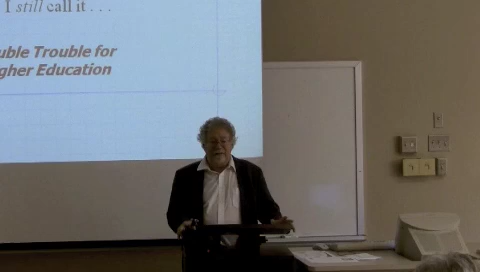 I still call it . . .
uble Trouble for
gher Education